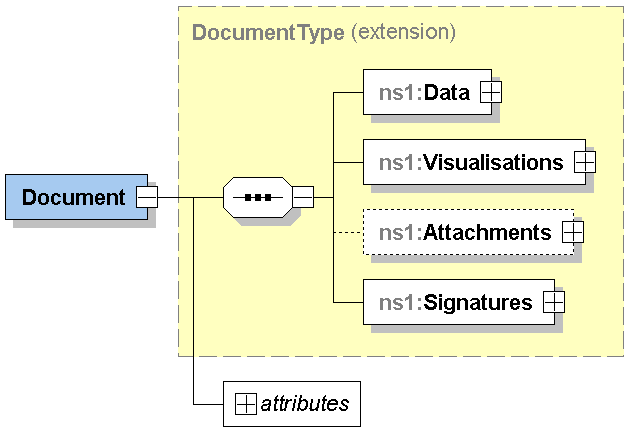 DocumentType (extension)
ns1:Data
ns1:Visualisations
Document
ns1:Attachments
ns1:Signatures
attributes